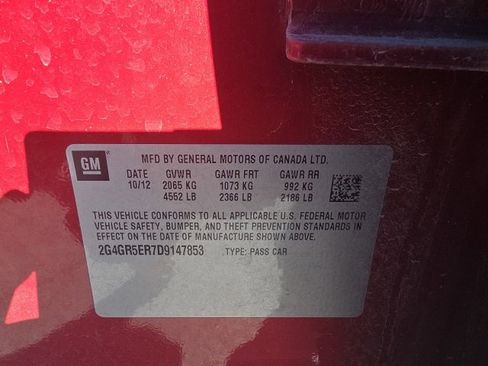 GM
MFD BY GENERAL MOTORS OF CANADA LTD.
DATE GVWR GAWR FRT GAWR RR
10/12 2065 KG 1073 KG 992 KG
4552 LB 2366 LB 2186 LB
THIS VEHICLE CONFORMS TO ALL APPLICABLE U.S. FEDERAL MOTOR
VEHICLE SAFETY, BUMPER, AND THEFT PREVENTION STANDARDS IN
EFFECT ON THE DATE OF MANUFACTURE SHOWN ABOVE.
2G4GR5ER7D9147853 TYPE: PASS CAR